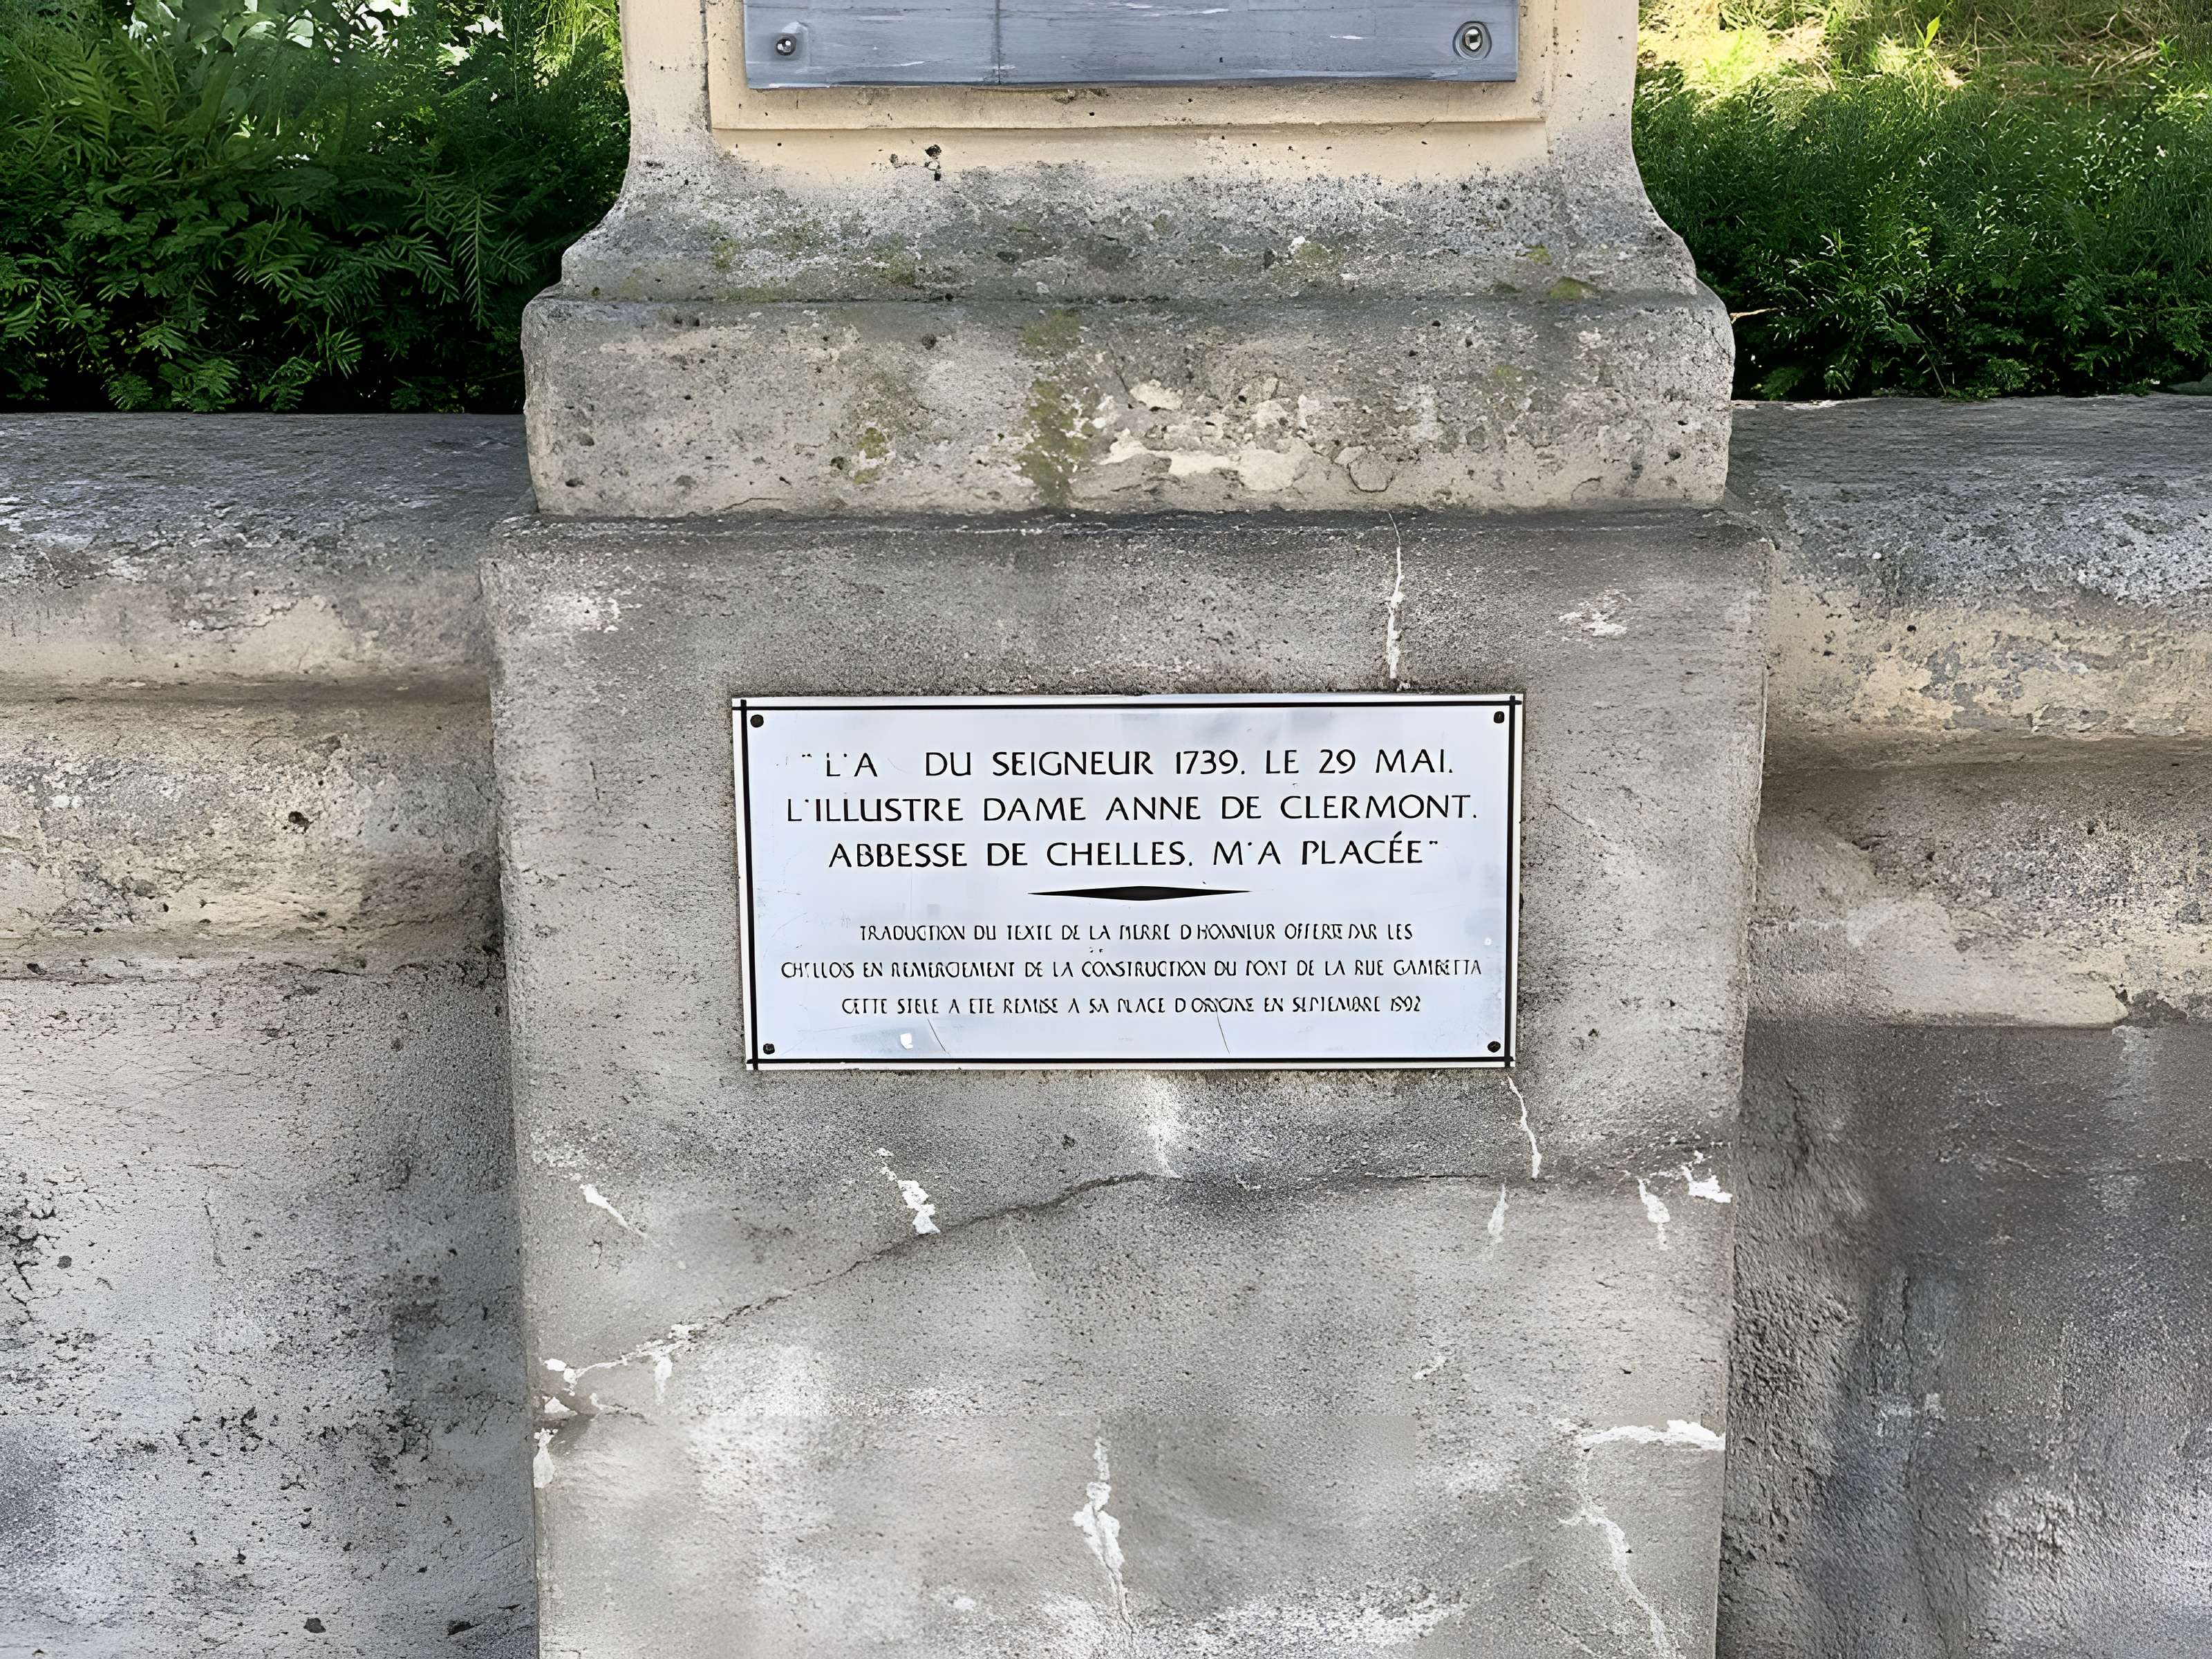 "L'A DU SEIGNEUR 1739. LE 29 MAI.
L'ILLUSTRE DAME ANNE DE CLERMONT.
ABBESSE DE CHELLES. M'A PLACÉE"
TRADUCTION DU TEXTE DE LA PIERRE D'HONNEUR OFFERTE PAR LES
CHELLOIS EN REMERCIEMENT DE LA CONSTRUCTION DU PONT DE LA RUE GAMBETTA
CETTE STELE A ETE REMISE A SA PLACE D'ORIGINE EN SEPTEMBRE 1992